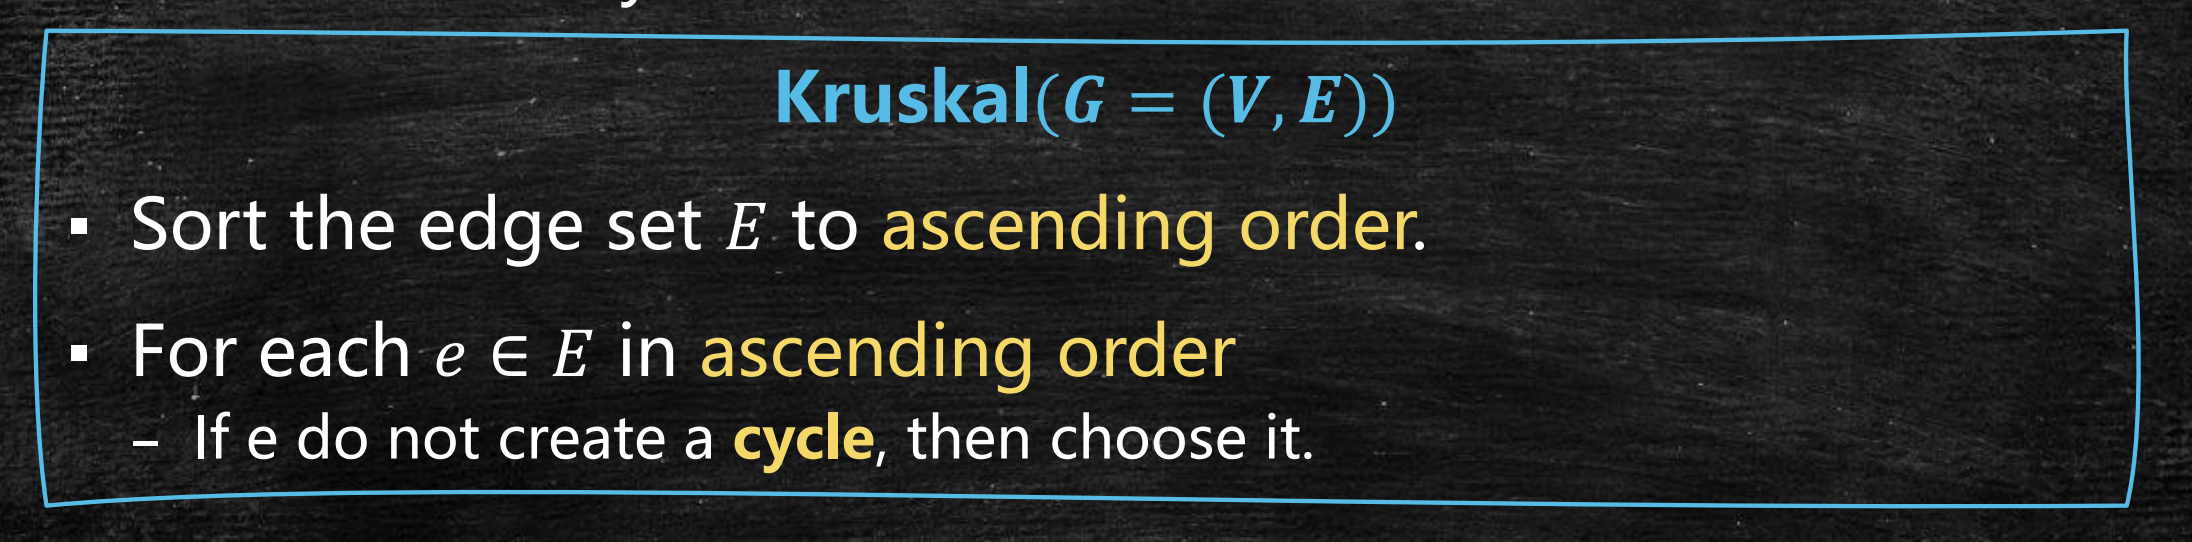 Kruskal(𝑮 = (𝑽, 𝑬))
▪ Sort the edge set 𝐸 to ascending order.
▪ For each 𝑒 ∈ 𝐸 in ascending order
– If e do not create a cycle, then choose it.